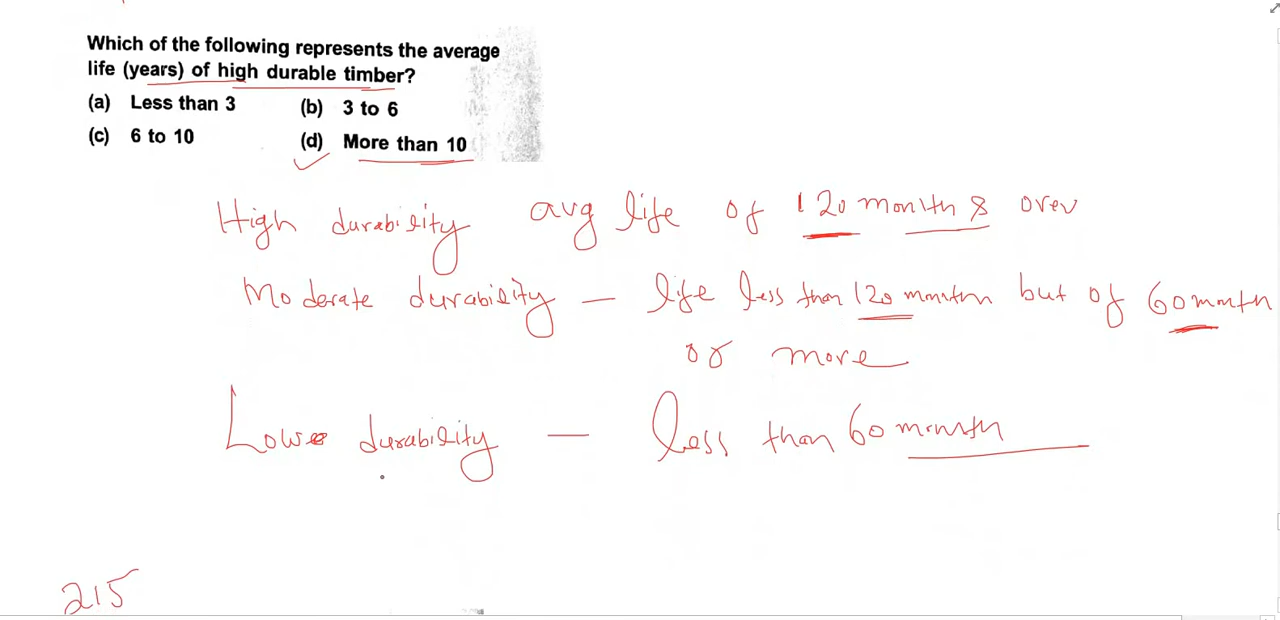 Which of the following represents the average
life (years) of high durable timber?
(a) Less than 3 (b) 3 to 6
(c) 6 to 10 (d) More than 10
High durability avg life of 120 month & over
Moderate durability — life less than 120 month but of 60 month
or more
Low durability — less than 60 month
215